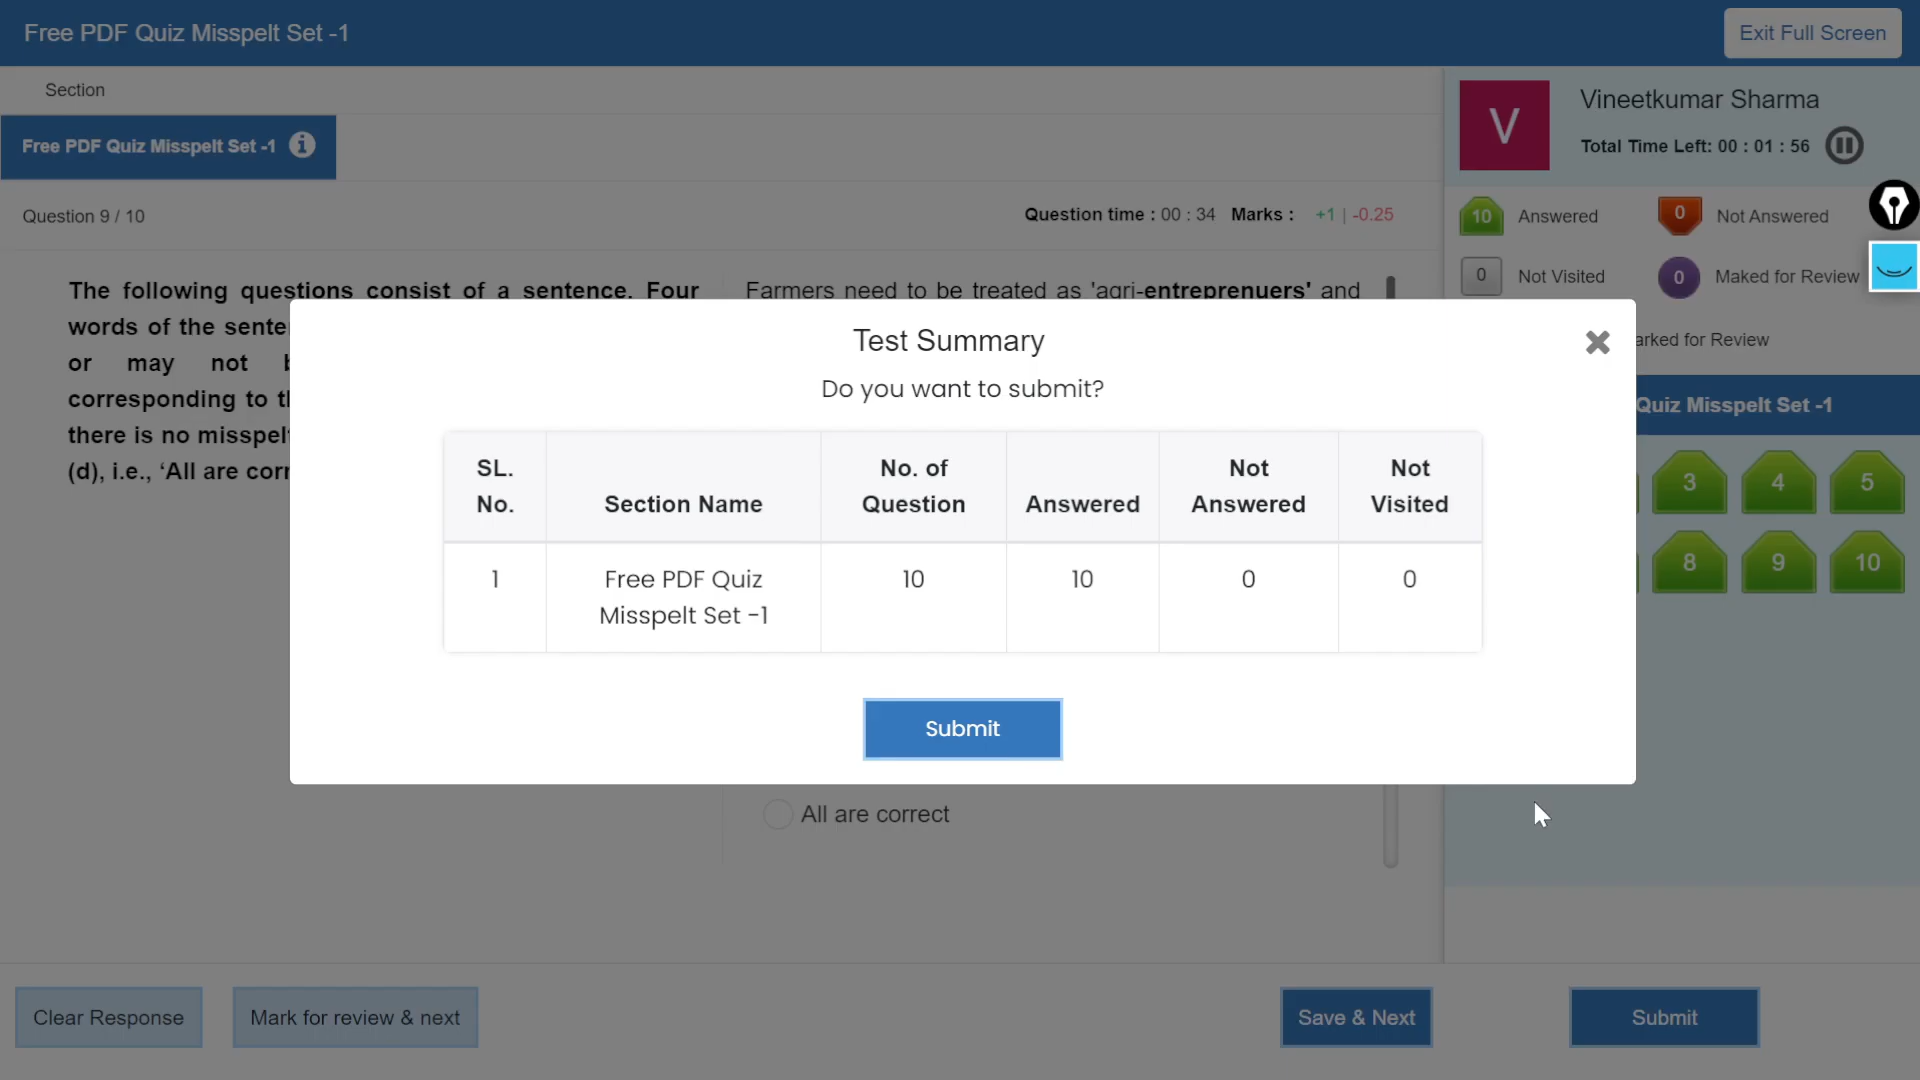 Free PDF Quiz Misspelt Set -1
Exit Full Screen
Section
Free PDF Quiz Misspelt Set -1
Question 9 / 10
Question time : 00 : 34 Marks : +1 | -0.25
V
Vineetkumar Sharma
Total Time Left: 00 : 01 : 56
10 Answered
0 Not Answered
0 Not Visited
0 Maked for Review
arked for Review
Quiz Misspelt Set -1
3 4 5
8 9 10
The following questions consist of a sentence. Four
words of the sente
or may not b
corresponding to t
there is no misspel
(d), i.e., ‘All are corr
Farmers need to be treated as 'agri-entreprenuers' and
Test Summary
Do you want to submit?
SL. No. Section Name No. of Question Answered Not Answered Not Visited
1 Free PDF Quiz Misspelt Set -1 10 10 0 0
Submit
All are correct
Clear Response
Mark for review & next
Save & Next
Submit